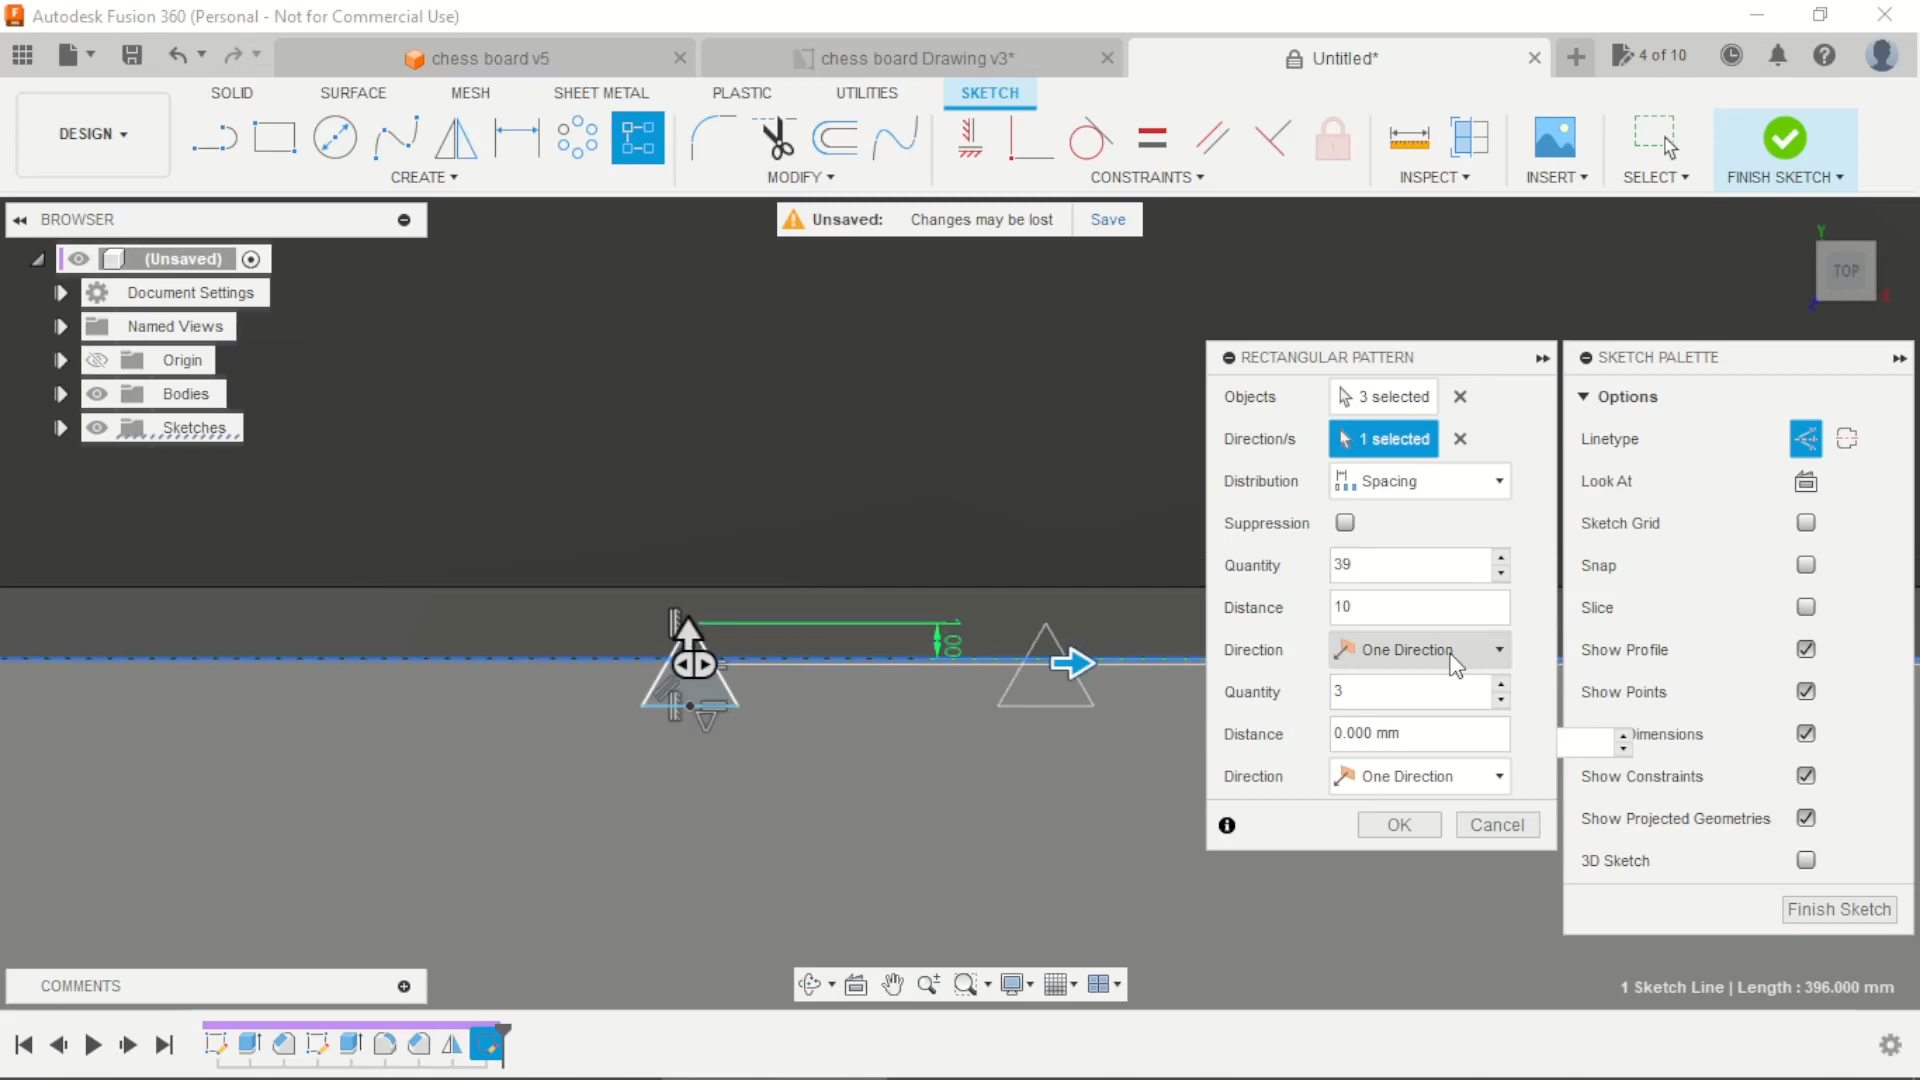 Autodesk Fusion 360 (Personal - Not for Commercial Use)
chess board v5
chess board Drawing v3*
Untitled*
4 of 10
DESIGN
SOLID
SURFACE
MESH
SHEET METAL
PLASTIC
UTILITIES
SKETCH
CREATE
MODIFY
CONSTRAINTS
INSPECT
INSERT
SELECT
FINISH SKETCH
BROWSER
Unsaved: Changes may be lost Save
(Unsaved)
Document Settings
Named Views
Origin
Bodies
Sketches
Y
TOP
X
Z
1.00
RECTANGULAR PATTERN
Objects 3 selected
Direction/s 1 selected
Distribution Spacing
Suppression
Quantity 39
Distance 10
Direction One Direction
Quantity 3
Distance 0.000 mm
Direction One Direction
OK Cancel
SKETCH PALETTE
Options
Linetype
Look At
Sketch Grid
Snap
Slice
Show Profile
Show Points
Dimensions
Show Constraints
Show Projected Geometries
3D Sketch
Finish Sketch
COMMENTS
1 Sketch Line | Length : 396.000 mm